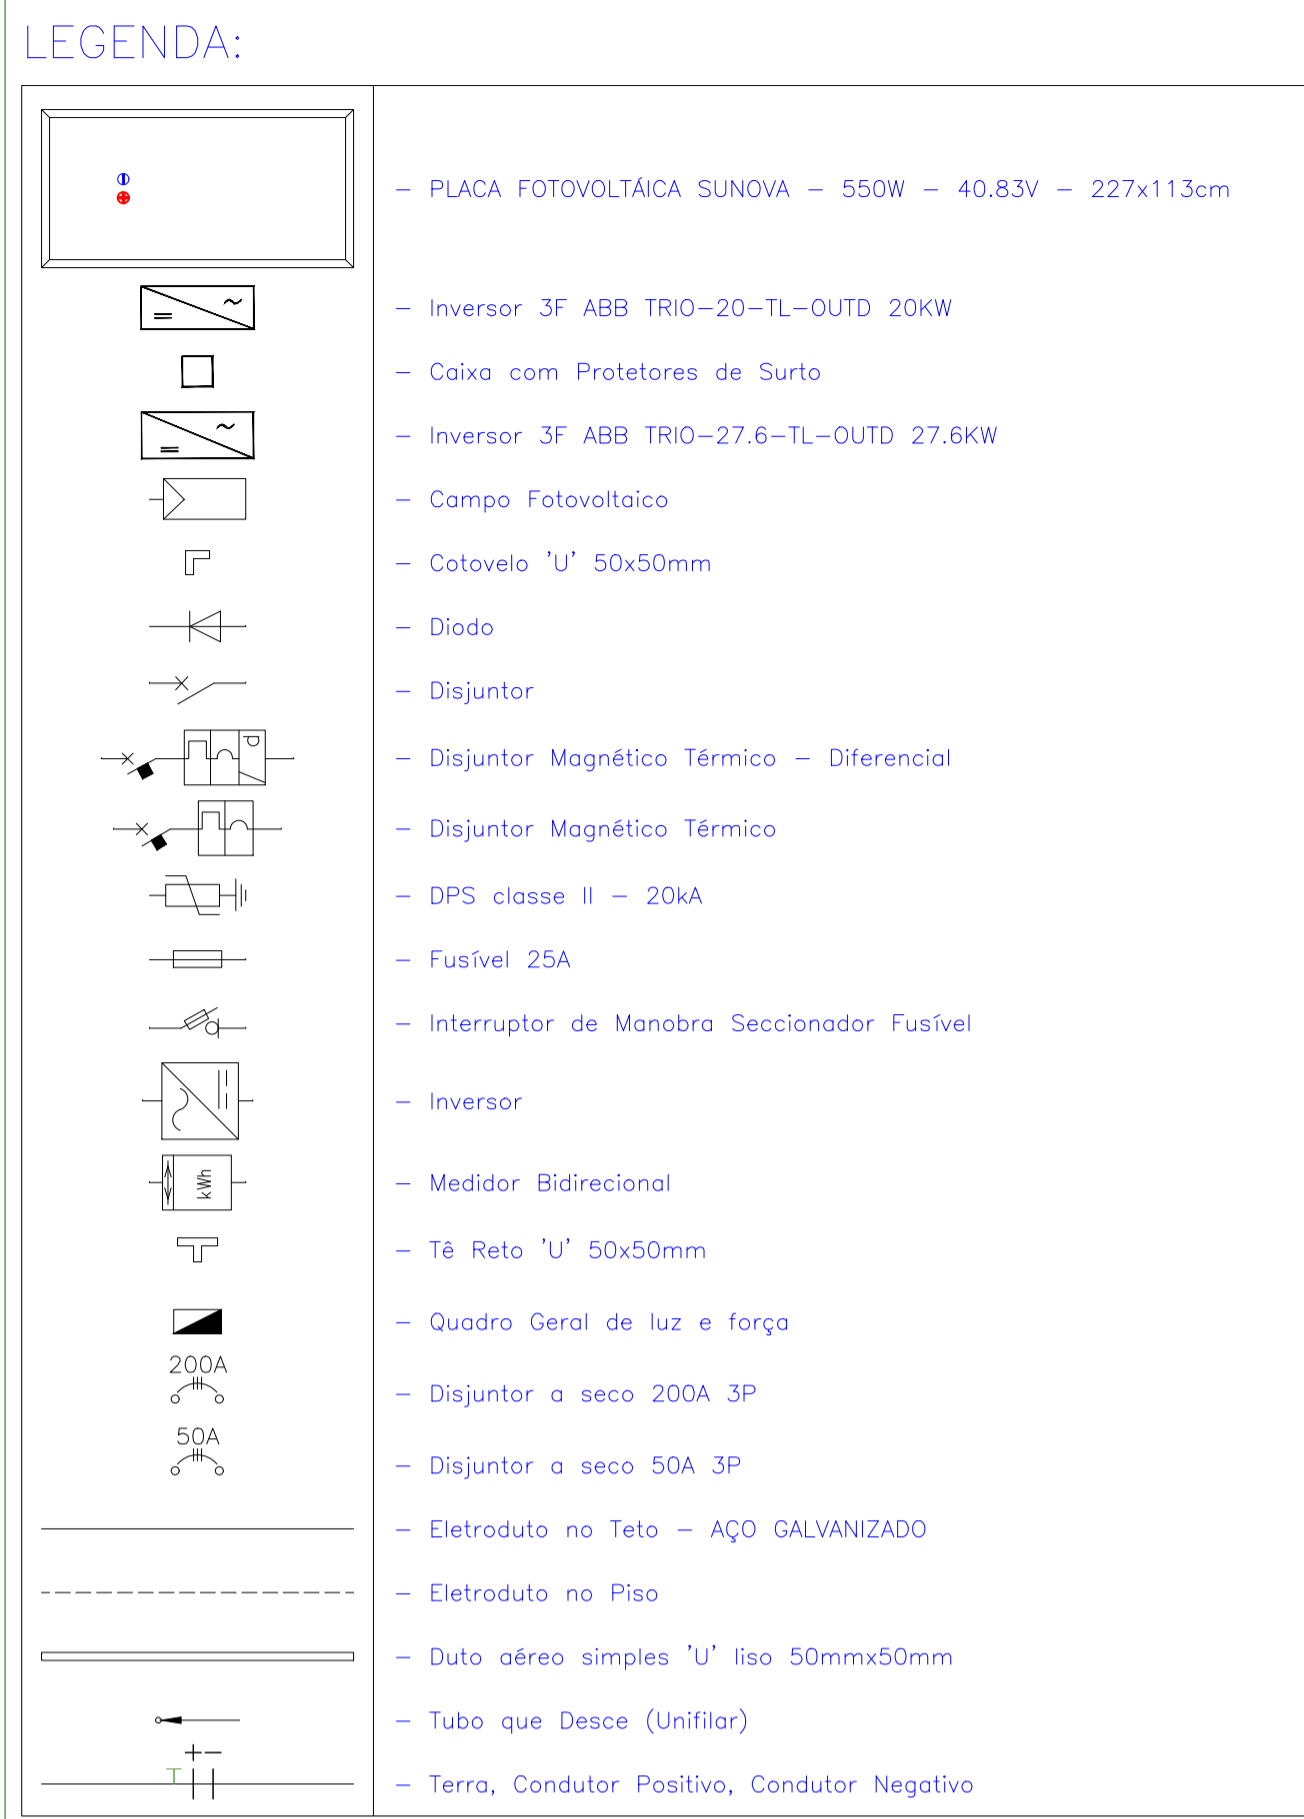 LEGENDA:
– PLACA FOTOVOLTÁICA SUNOVA – 550W – 40.83V – 227x113cm
– Inversor 3F ABB TRIO–20–TL–OUTD 20KW
– Caixa com Protetores de Surto
– Inversor 3F ABB TRIO–27.6–TL–OUTD 27.6KW
– Campo Fotovoltaico
– Cotovelo 'U' 50x50mm
– Diodo
– Disjuntor
d
– Disjuntor Magnético Térmico – Diferencial
– Disjuntor Magnético Térmico
– DPS classe II – 20kA
– Fusível 25A
– Interruptor de Manobra Seccionador Fusível
– Inversor
kWh
– Medidor Bidirecional
– Tê Reto 'U' 50x50mm
– Quadro Geral de luz e força
200A
– Disjuntor a seco 200A 3P
50A
– Disjuntor a seco 50A 3P
– Eletroduto no Teto – AÇO GALVANIZADO
– Eletroduto no Piso
– Duto aéreo simples 'U' liso 50mmx50mm
– Tubo que Desce (Unifilar)
+–
– Terra, Condutor Positivo, Condutor Negativo